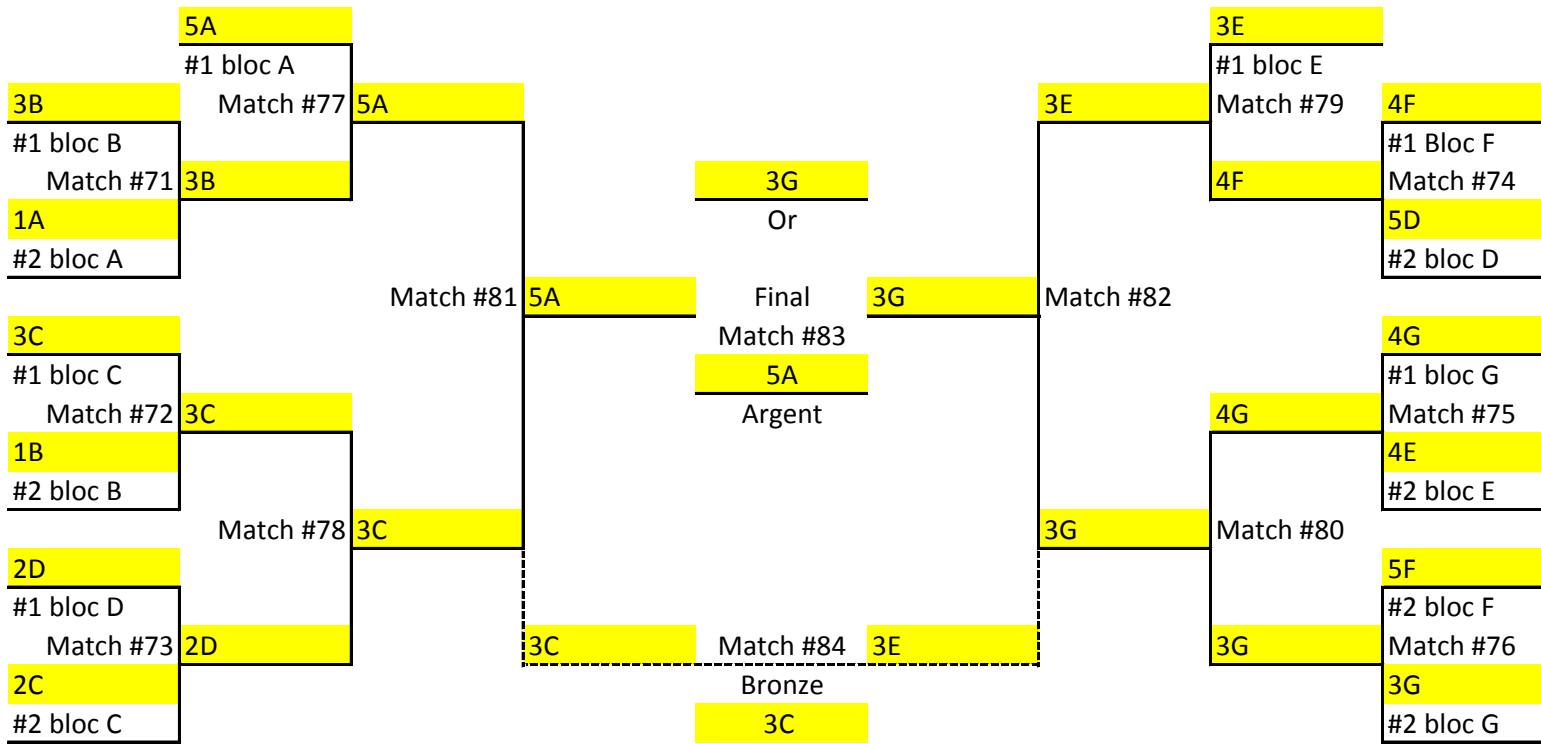 5A 3E
#1 bloc A #1 bloc E
3B Match #77 5A 3E Match #79 4F
#1 bloc B #1 Bloc F
Match #71 3B 3G 4F Match #74
1A Or 5D
#2 bloc A #2 bloc D
Match #81 5A Final 3G Match #82
3C Match #83 4G
#1 bloc C 5A #1 bloc G
Match #72 3C Argent 4G Match #75
1B 4E
#2 bloc B #2 bloc E
Match #78 3C 3G Match #80
2D 5F
#1 bloc D #2 bloc F
Match #73 2D 3C Match #84 3E 3G Match #76
2C Bronze 3G
#2 bloc C 3C #2 bloc G